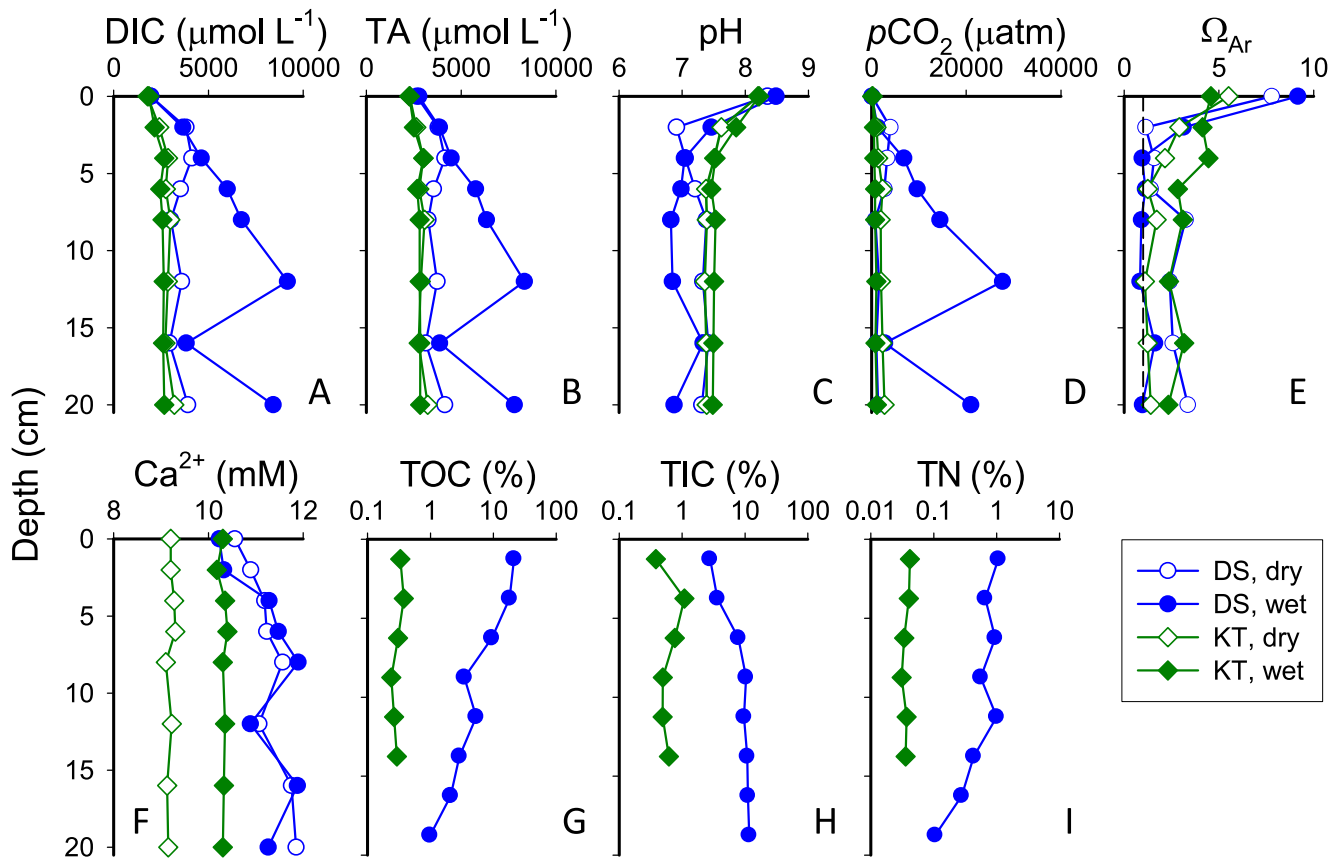 DIC (μmol L⁻¹) TA (μmol L⁻¹) pH pCO₂ (μatm) Ω_Ar
0 5000 10000 0 5000 10000 6 7 8 9 0 20000 40000 0 5 10
0
5
10
15
20
A B C D E
Depth (cm)
Ca²⁺ (mM) TOC (%) TIC (%) TN (%)
8 10 12 0.1 1 10 100 0.1 1 10 100 0.01 0.1 1 10
0
5
10
15
20
F G H I
DS, dry
DS, wet
KT, dry
KT, wet